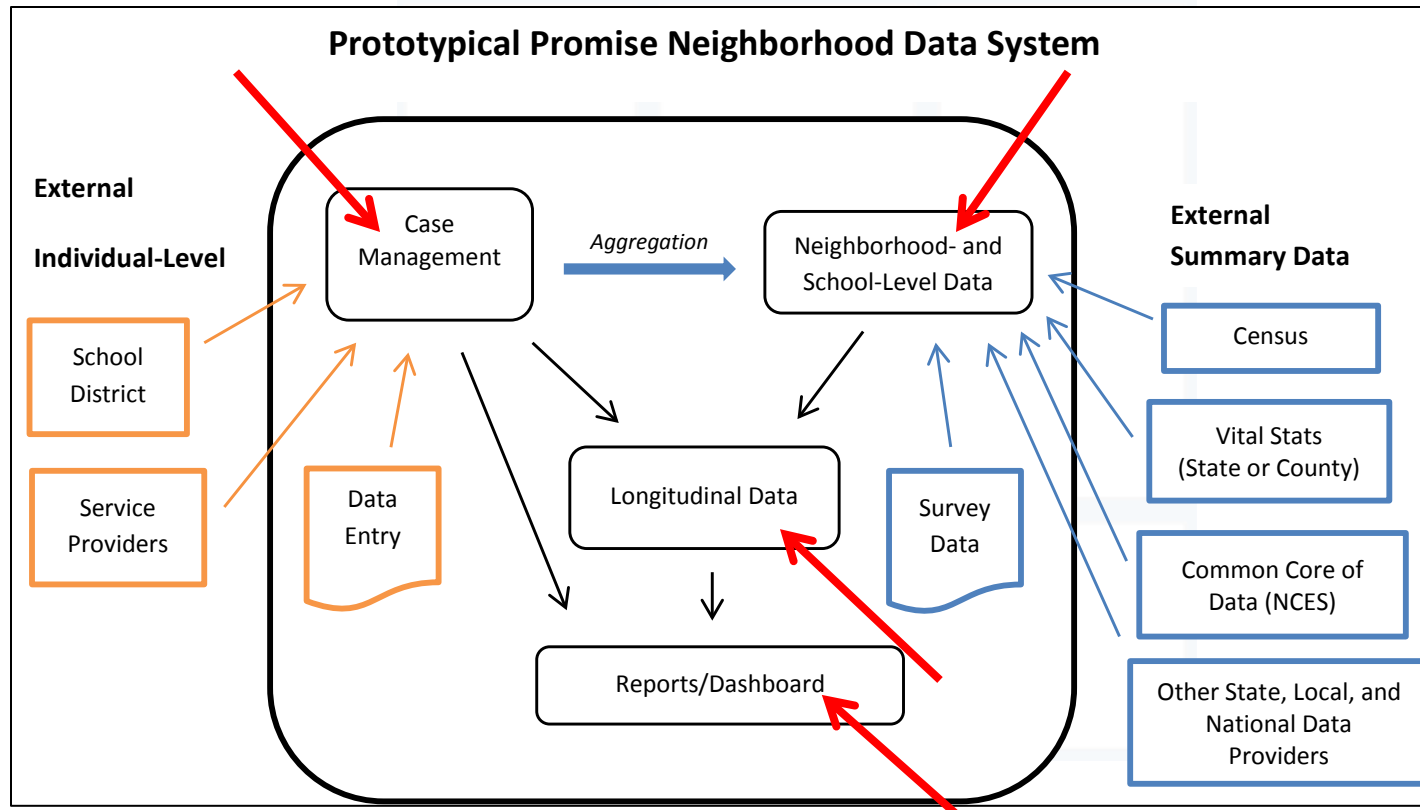 Prototypical Promise Neighborhood Data System
External
Individual-Level
School
District
Service
Providers
Data
Entry
Case
Management
Aggregation
Neighborhood- and
School-Level Data
Longitudinal Data
Reports/Dashboard
Survey
Data
External
Summary Data
Census
Vital Stats
(State or County)
Common Core of
Data (NCES)
Other State, Local, and
National Data
Providers